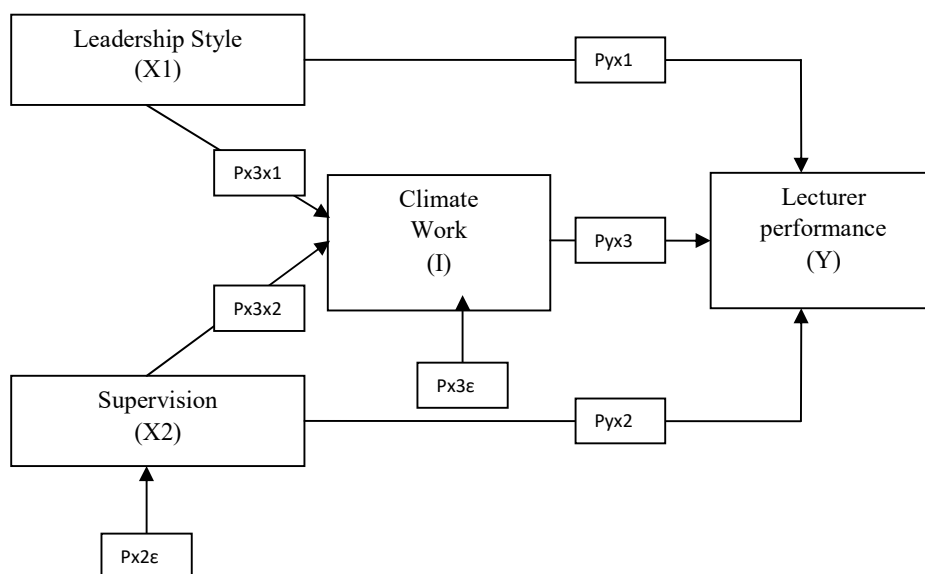 Leadership Style
(X1)
Pyx1
Px3x1
Climate
Work
(I)
Pyx3
Lecturer
performance
(Y)
Px3x2
Px3ε
Supervision
(X2)
Pyx2
Px2ε